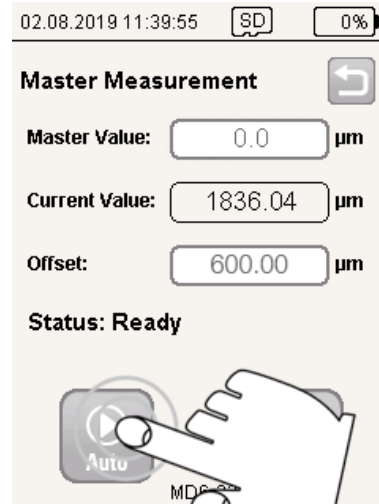 02.08.2019 11:39:55 SD 0%
Master Measurement
Master Value: 0.0 µm
Current Value: 1836.04 µm
Offset: 600.00 µm
Status: Ready
Auto